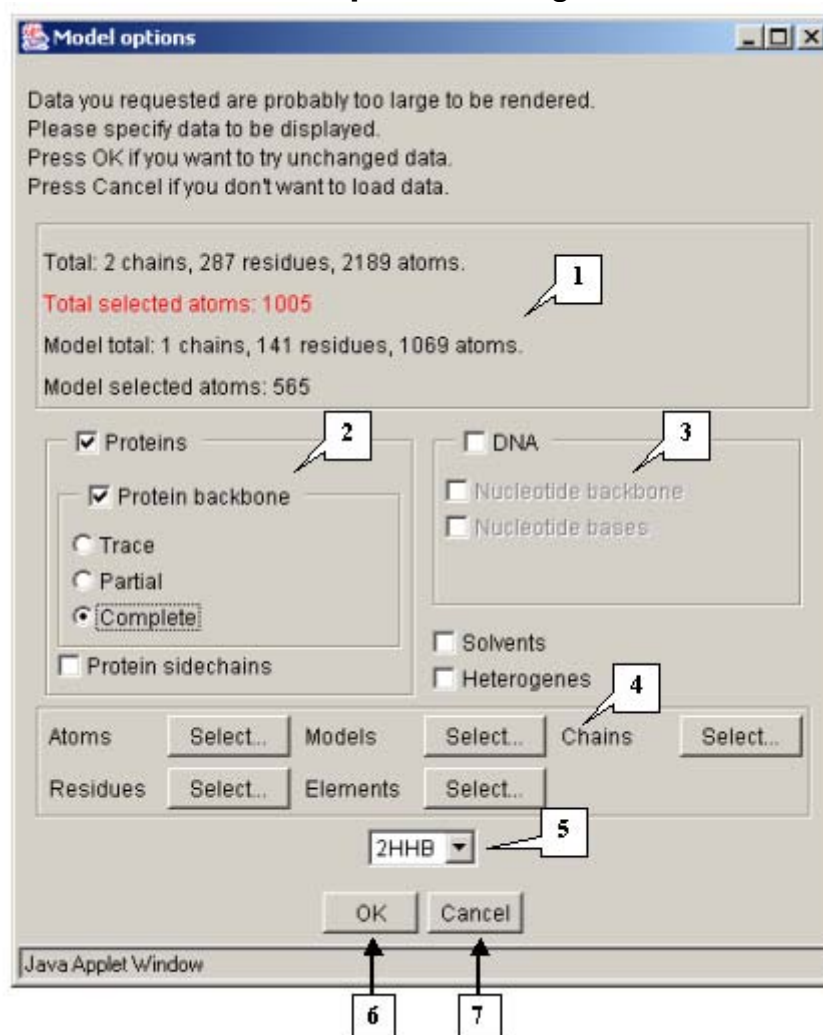 Model options
Data you requested are probably too large to be rendered.
Please specify data to be displayed.
Press OK if you want to try unchanged data.
Press Cancel if you don't want to load data.
Total: 2 chains, 287 residues, 2189 atoms.
1
Total selected atoms: 1005
Model total: 1 chains, 141 residues, 1069 atoms.
Model selected atoms: 565
Proteins
2
Protein backbone
Trace
Partial
Complete
Protein sidechains
DNA
3
Nucleotide backbone
Nucleotide bases
Solvents
Heterogenes
4
Atoms Select... Models Select... Chains Select...
Residues Select... Elements Select...
2HHB
5
OK Cancel
Java Applet Window
6 7